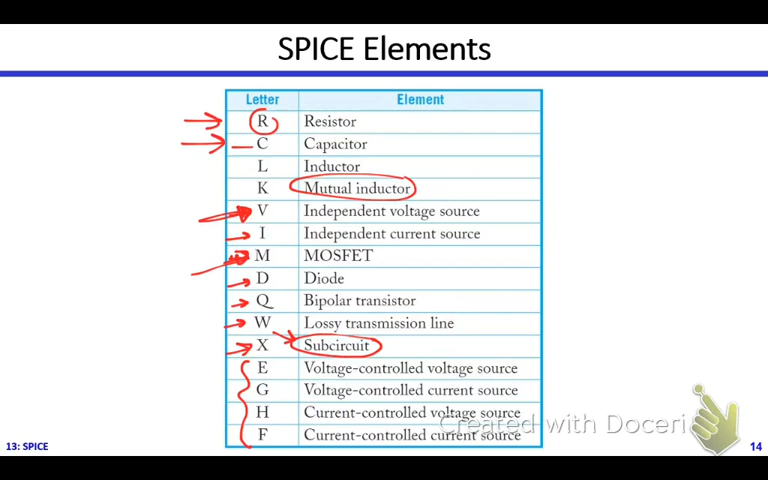 SPICE Elements
Letter Element
R Resistor
C Capacitor
L Inductor
K Mutual inductor
V Independent voltage source
I Independent current source
M MOSFET
D Diode
Q Bipolar transistor
W Lossy transmission line
X Subcircuit
E Voltage-controlled voltage source
G Voltage-controlled current source
H Current-controlled voltage source
F Current-controlled current source
Created with Doceri
13: SPICE 14